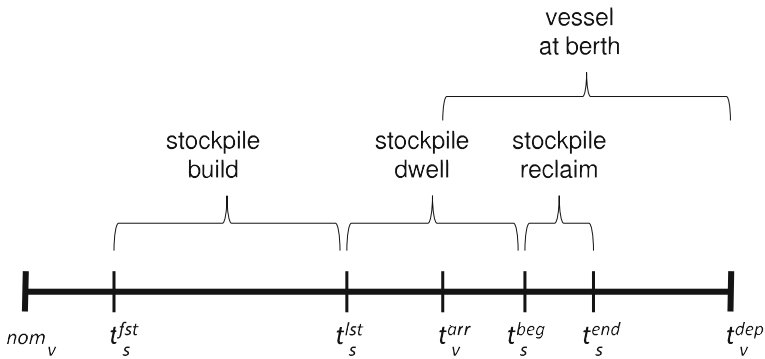 vessel
at berth
stockpile
build
stockpile
dwell
stockpile
reclaim
nom_v t_s^fst t_s^lst t_v^arr t_s^beg t_s^end t_v^dep